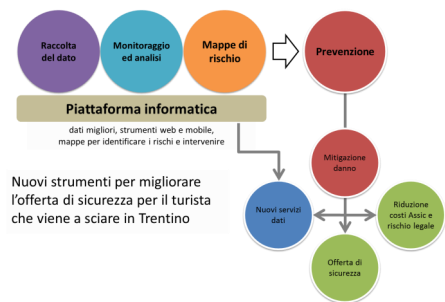 Raccolta
del dato
Monitoraggio
ed analisi
Mappe di
rischio
Prevenzione
Piattaforma informatica
dati migliori, strumenti web e mobile,
mappe per identificare i rischi e intervenire
Mitigazione
danno
Nuovi strumenti per migliorare
l'offerta di sicurezza per il turista
che viene a sciare in Trentino
Nuovi servizi
dati
Riduzione
costi Assic e
rischio legale
Offerta di
sicurezza